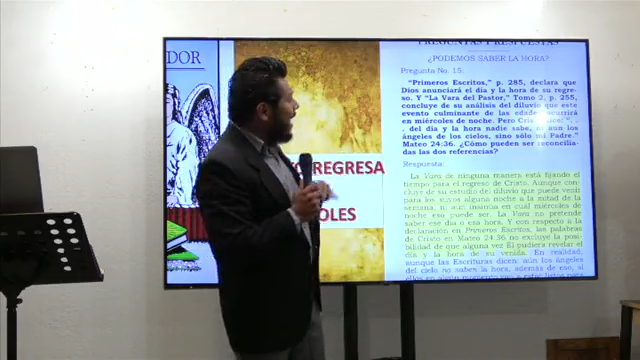 DOR
REGRESA
OLES
PREGUNTAS Y RESPUESTAS
¿PODEMOS SABER LA HORA?
Pregunta No. 15:
"Primeros Escritos," p. 285, declara que
Dios anunciará el día y la hora de su regre-
so. Y "La Vara del Pastor," Tomo 2, p. 255,
concluye de su análisis del diluvio que este
evento culminante de las edades ocurrirá
en miércoles de noche. Pero Cristo dice: ". .
. del día y la hora nadie sabe, ni aun los
ángeles de los cielos, sino sólo mi Padre."
Mateo 24:36. ¿Cómo pueden ser reconcilia-
das las dos referencias?
Respuesta:
La Vara de ninguna manera está fijando el
tiempo para el regreso de Cristo. Aunque con-
cluye de su estudio del diluvio que puede venir
para los suyos alguna noche a la mitad de la
semana, ni aun insinúa en cuál miércoles de
noche eso puede ser. La Vara no pretende
saber ese día o esa hora. Y con respecto a la
declaración en Primeros Escritos, las palabras
de Cristo en Mateo 24:36 no excluye la posi-
bilidad de que alguna vez El pudiera revelar el
día y la hora de su venida. En realidad,
aunque las Escrituras dicen: aún los ángeles
del cielo no saben la hora, además de eso, si